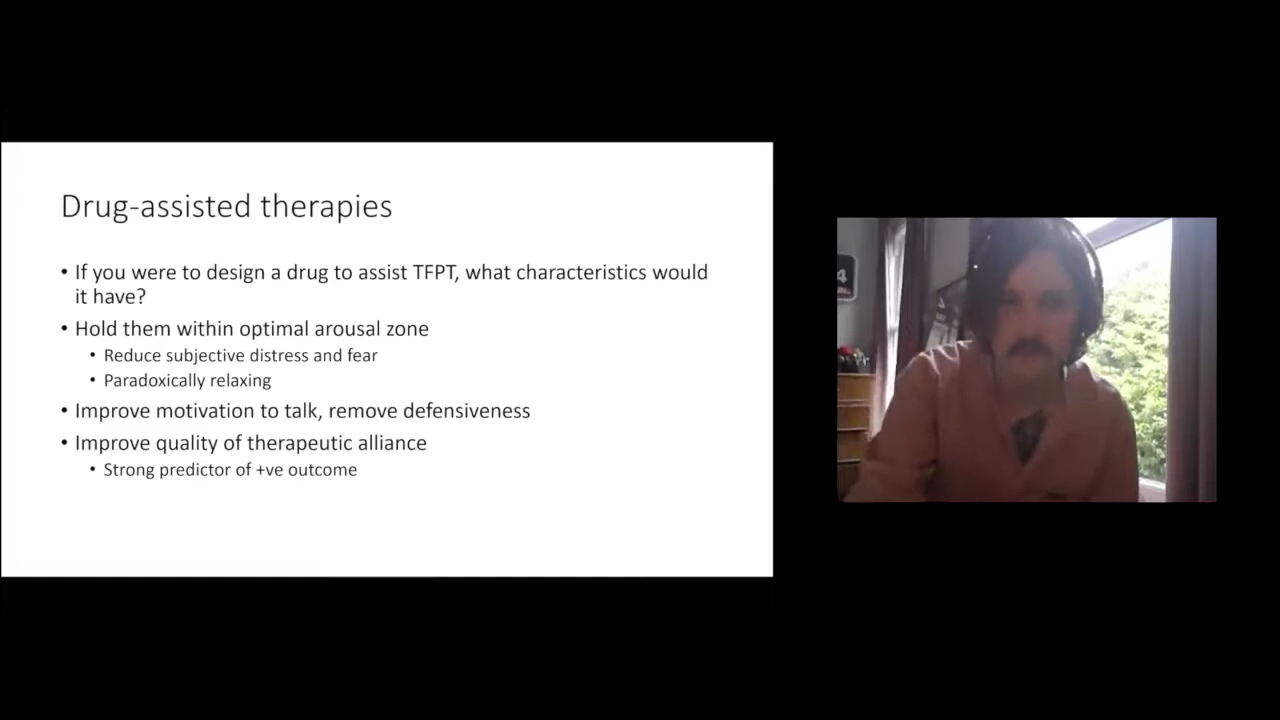 Drug-assisted therapies
• If you were to design a drug to assist TFPT, what characteristics would
it have?
• Hold them within optimal arousal zone
• Reduce subjective distress and fear
• Paradoxically relaxing
• Improve motivation to talk, remove defensiveness
• Improve quality of therapeutic alliance
• Strong predictor of +ve outcome
4